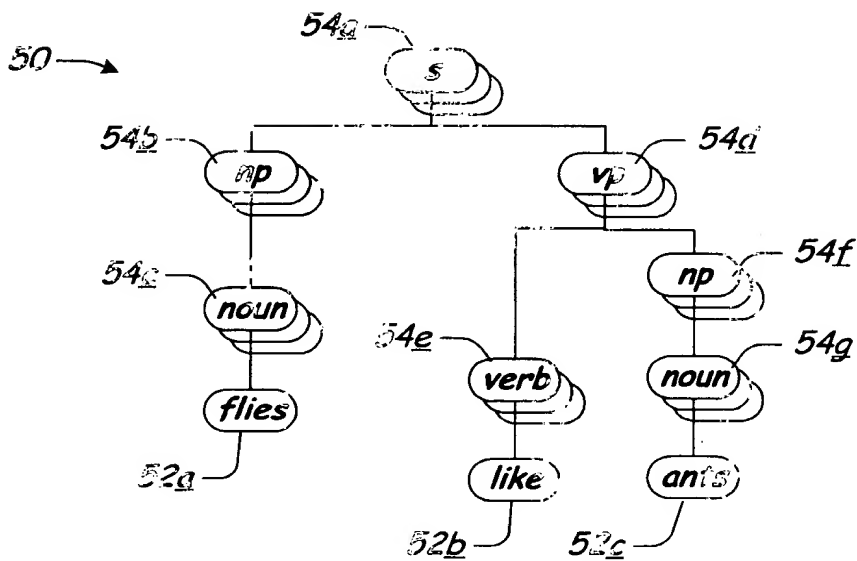 54a
50
s
54b
54d
np
vp
54c
54f
np
noun
54e
54g
verb
noun
flies
52a
like
ants
52b
52c